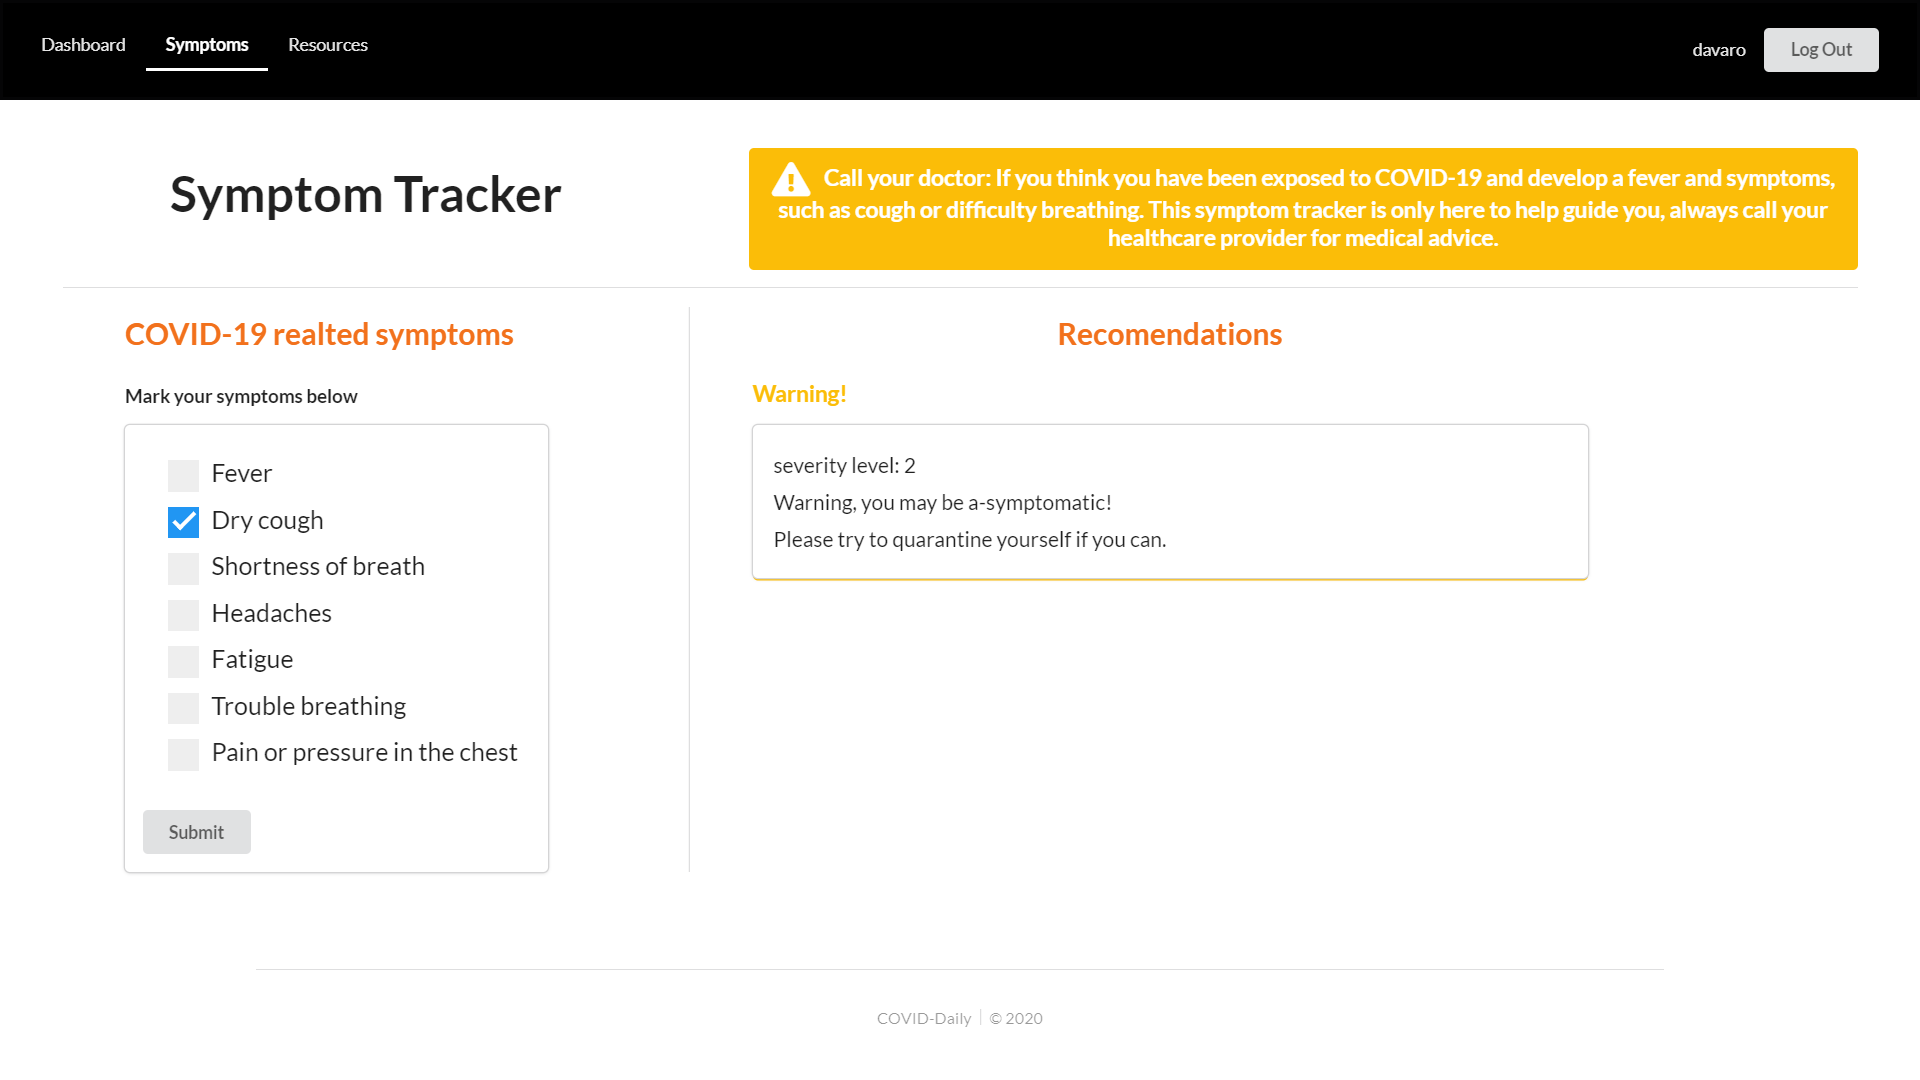 Dashboard Symptoms Resources davaro Log Out
Symptom Tracker
Call your doctor: If you think you have been exposed to COVID-19 and develop a fever and symptoms,
such as cough or difficulty breathing. This symptom tracker is only here to help guide you, always call your
healthcare provider for medical advice.
COVID-19 realted symptoms
Mark your symptoms below
Fever
Dry cough
Shortness of breath
Headaches
Fatigue
Trouble breathing
Pain or pressure in the chest
Submit
Recomendations
Warning!
severity level: 2
Warning, you may be a-symptomatic!
Please try to quarantine yourself if you can.
COVID-Daily © 2020